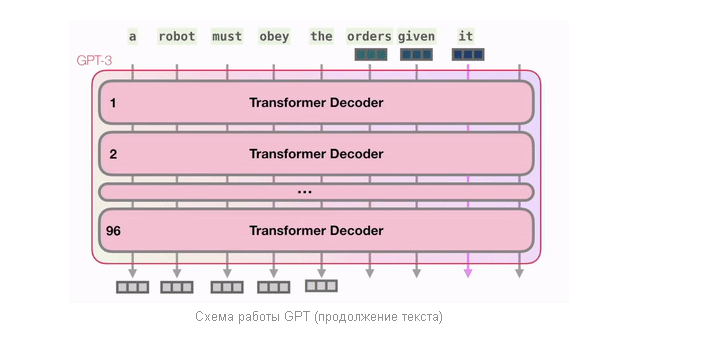 a robot must obey the orders given it
GPT-3
1 Transformer Decoder
2 Transformer Decoder
...
96 Transformer Decoder
Схема работы GPT (продолжение текста)